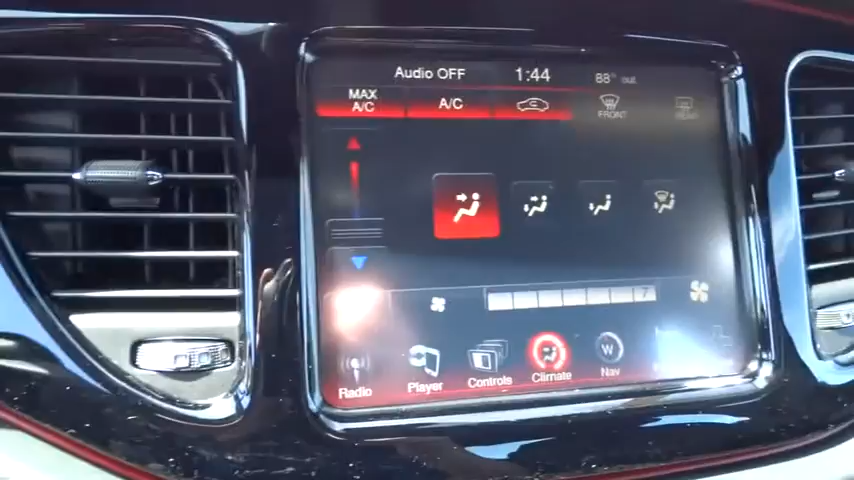 Audio OFF 1:44 88° out
MAX A/C
A/C
FRONT
REAR
7
Radio
Player
Controls
Climate
W
Nav